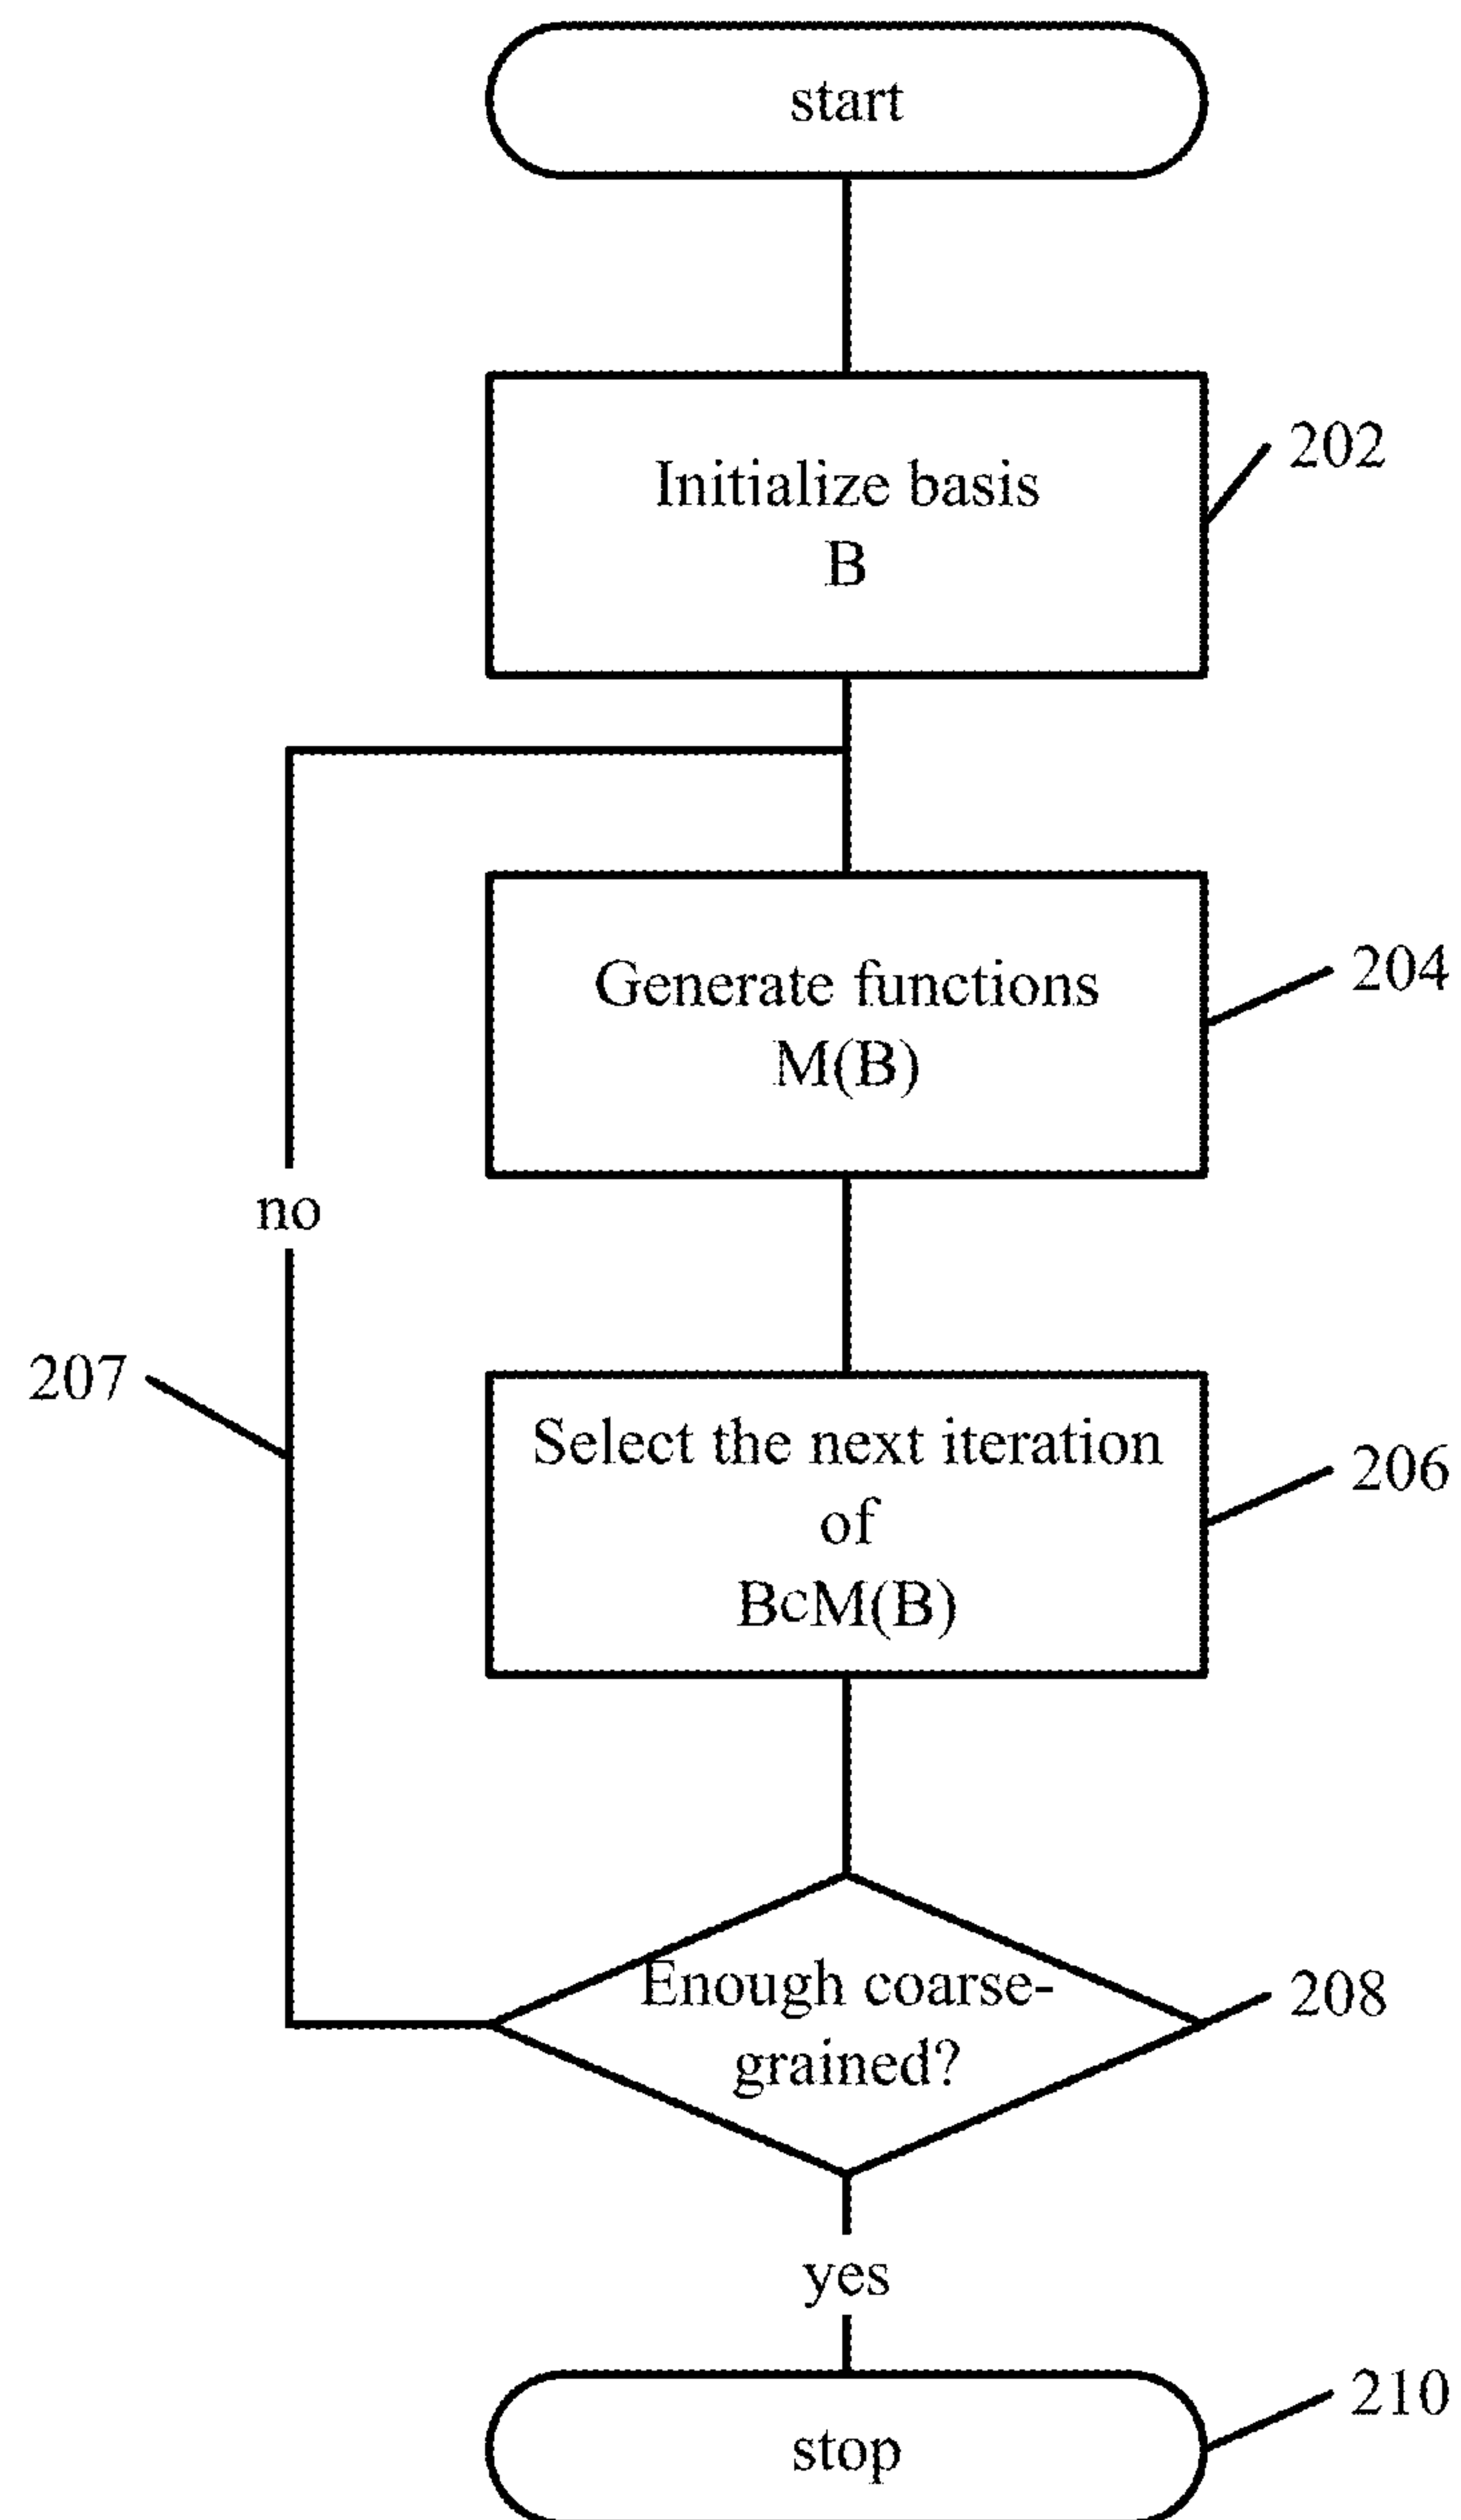 start
Initialize basis
B
202
Generate functions
M(B)
204
no
207
Select the next iteration
of
BcM(B)
206
Enough coarse-
grained?
208
yes
stop
210